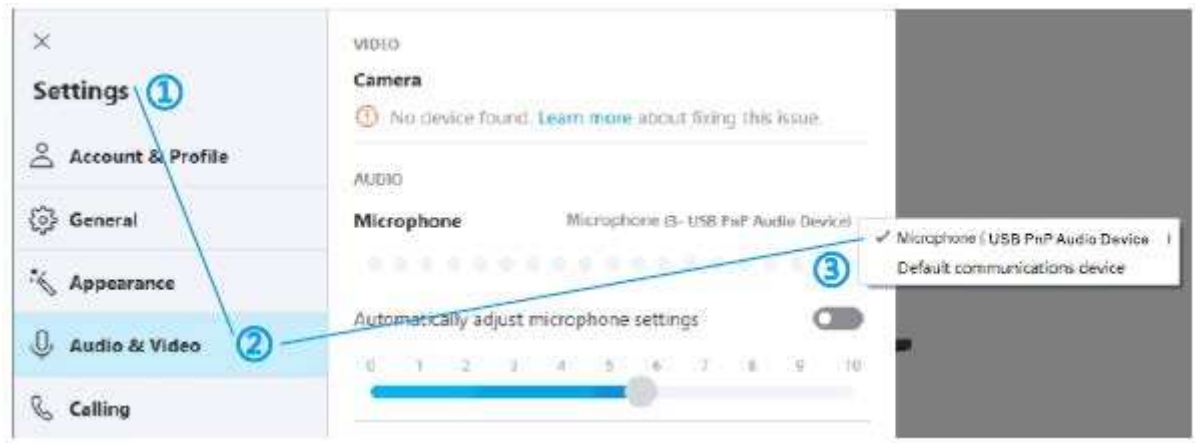 Settings
①
Account & Profile
General
Appearance
Audio & Video
②
Calling
VIDEO
Camera
No device found. Learn more about fixing this issue.
AUDIO
Microphone
Microphone (3- USB PnP Audio Device)
③
Microphone ( USB PnP Audio Device )
Default communications device
Automatically adjust microphone settings
0 1 2 3 4 5 6 7 8 9 10